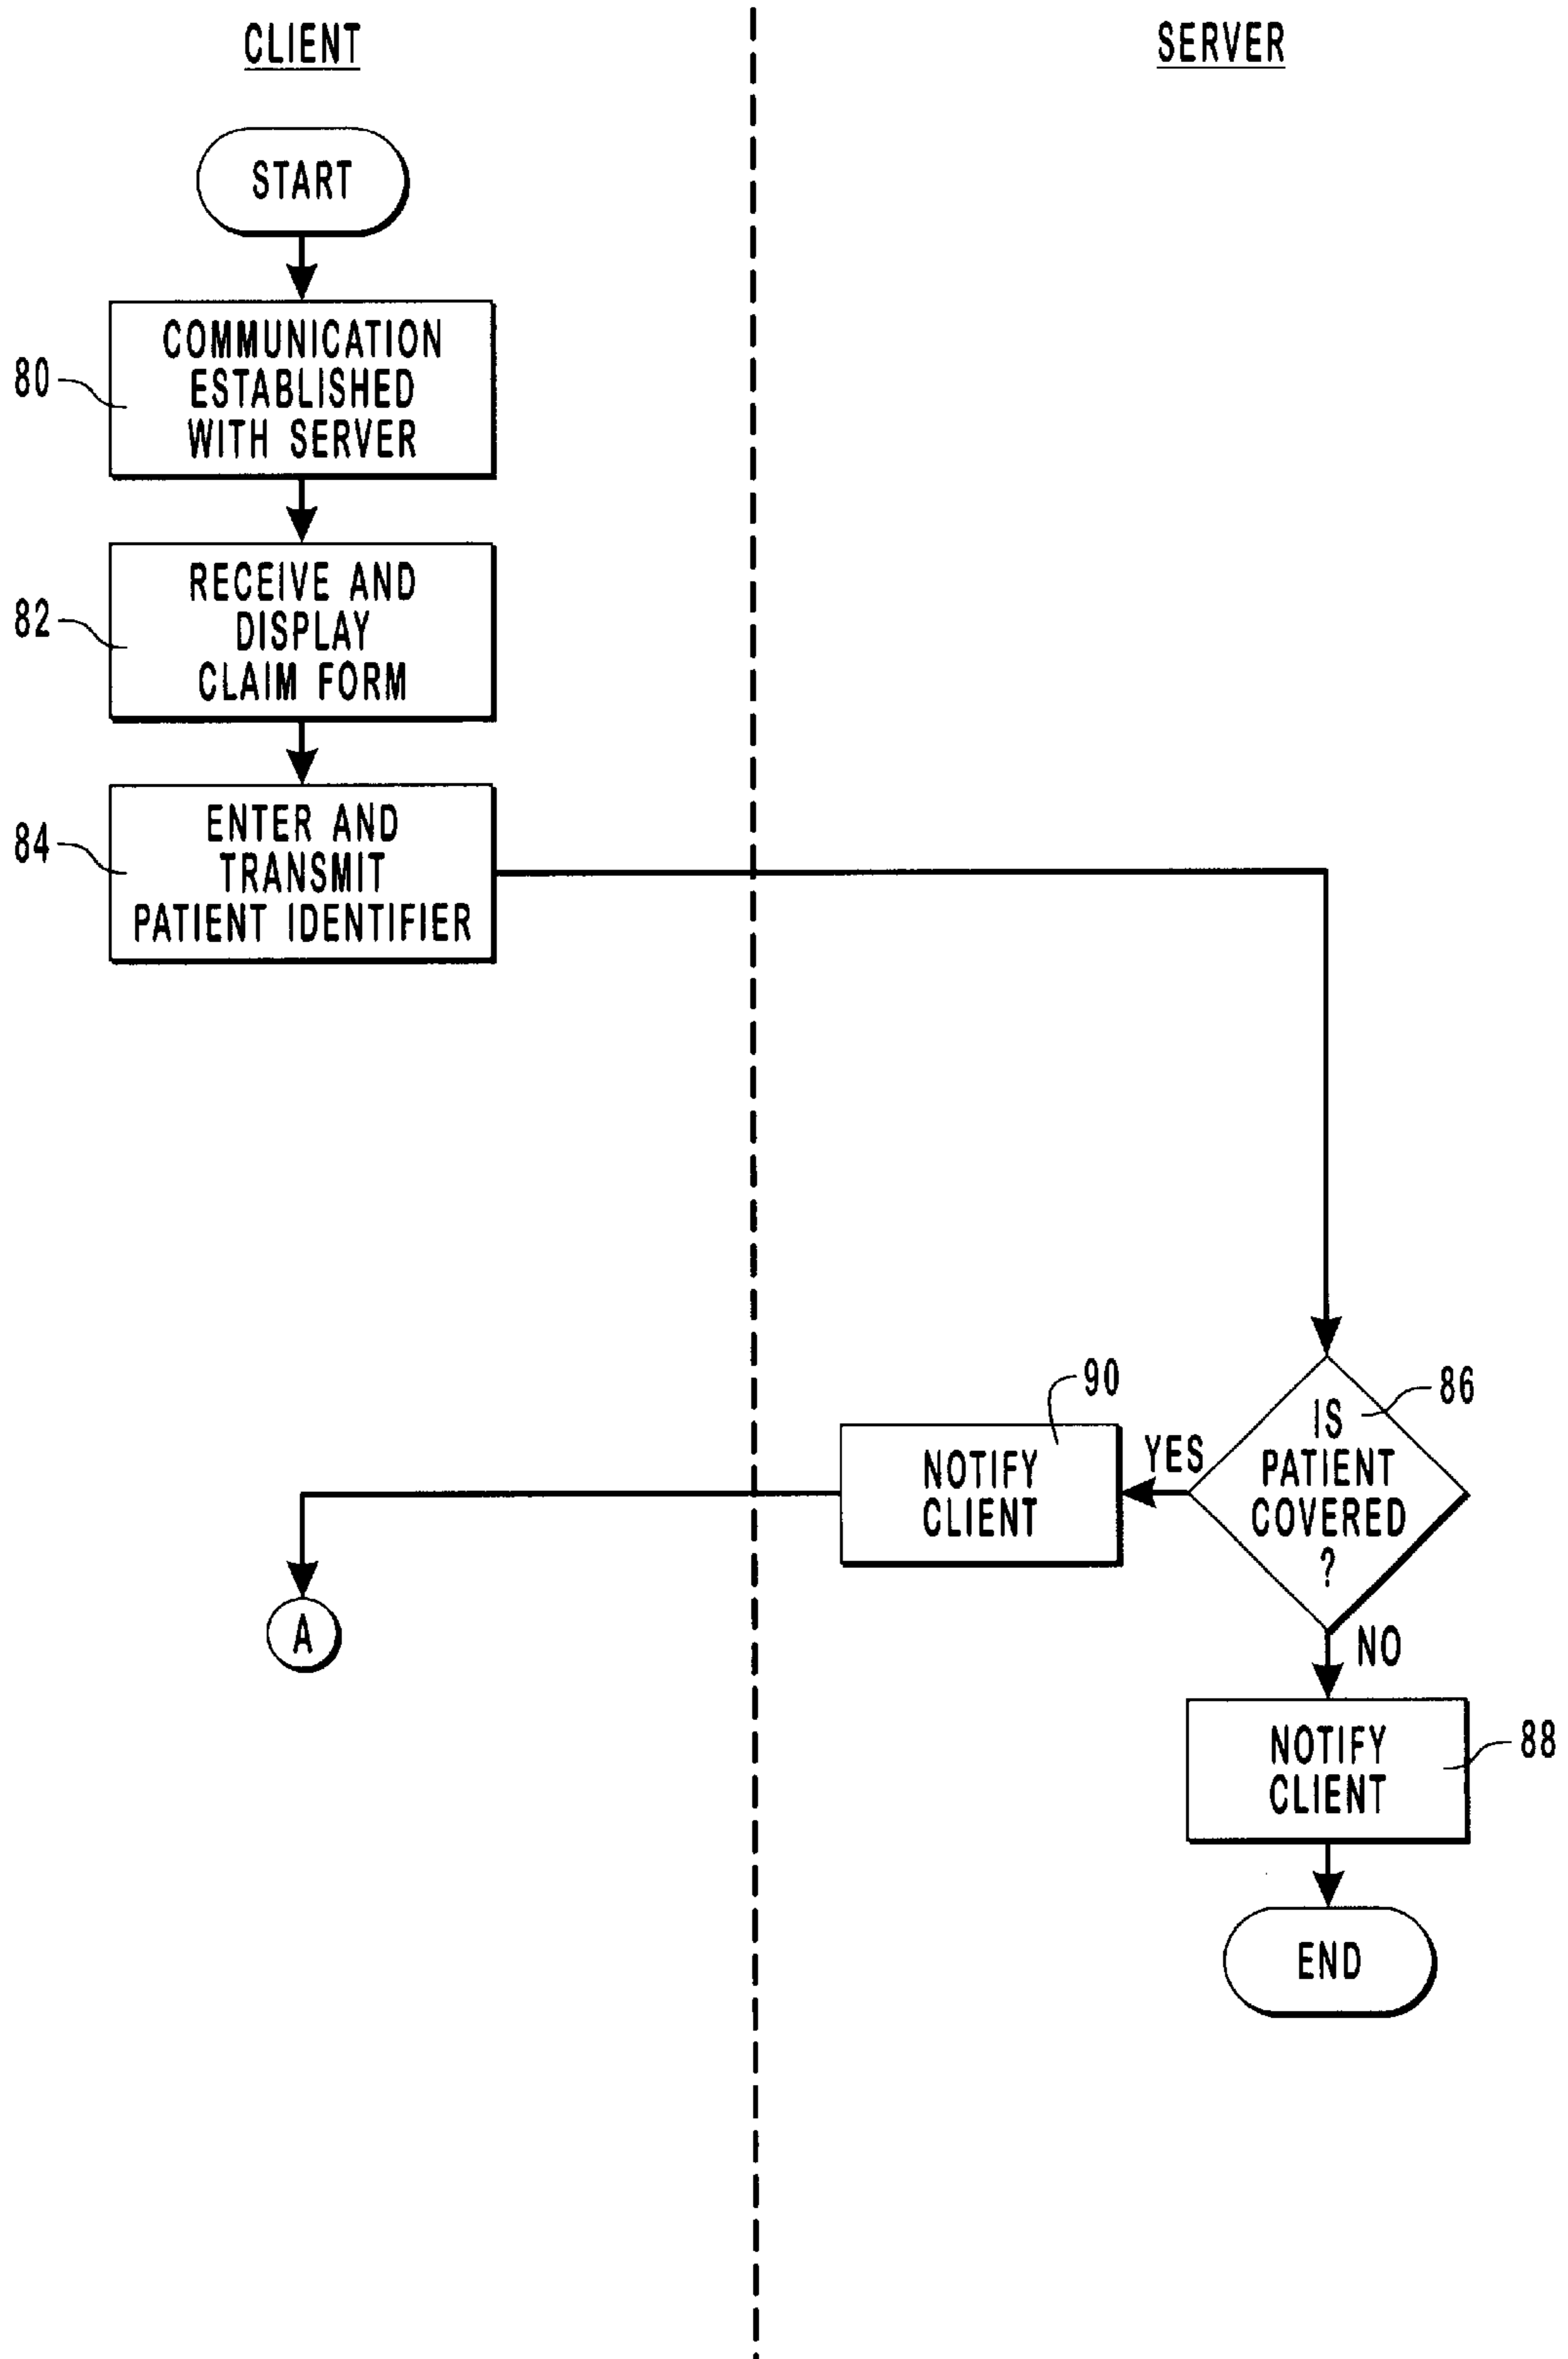 CLIENT
SERVER
START
80
COMMUNICATION
ESTABLISHED
WITH SERVER
82
RECEIVE AND
DISPLAY
CLAIM FORM
84
ENTER AND
TRANSMIT
PATIENT IDENTIFIER
86
IS
PATIENT
COVERED
?
YES
90
NOTIFY
CLIENT
A
NO
88
NOTIFY
CLIENT
END